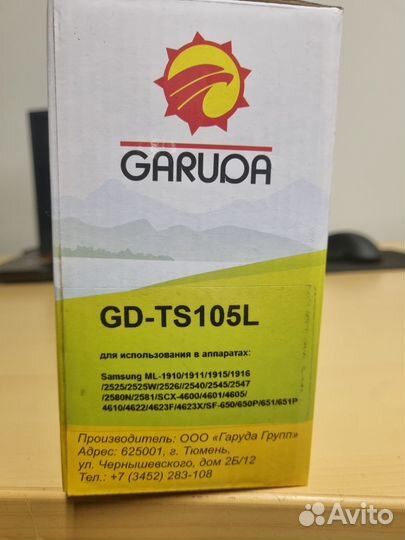 GARUDA
GD-TS105L
для использования в аппаратах:
Samsung ML-1910/1911/1915/1916
/2525/2525W/2526//2540/2545/2547
/2580N/2581/SCX-4600/4601/4605/
4610/4622/4623F/4623X/SF-650/650P/651/651P
Производитель: ООО «Гаруда Групп»
Адрес: 625001, г. Тюмень,
ул. Чернышевского, дом 2Б/12
Тел.: +7 (3452) 283-108
Avito